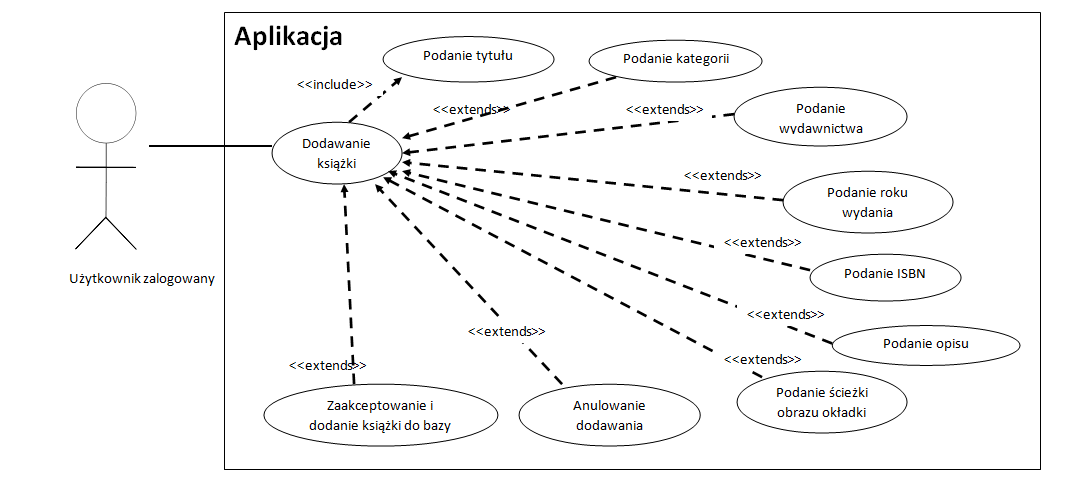 Aplikacja
Podanie tytułu
Podanie kategorii
<<include>>
<<extends>>
<<extends>>
Podanie
wydawnictwa
Dodawanie
książki
<<extends>>
Podanie roku
wydania
<<extends>>
Podanie ISBN
Użytkownik zalogowany
<<extends>>
Podanie opisu
<<extends>>
<<extends>>
<<extends>>
Podanie ścieżki
obrazu okładki
Zaakceptowanie i
dodanie książki do bazy
Anulowanie
dodawania